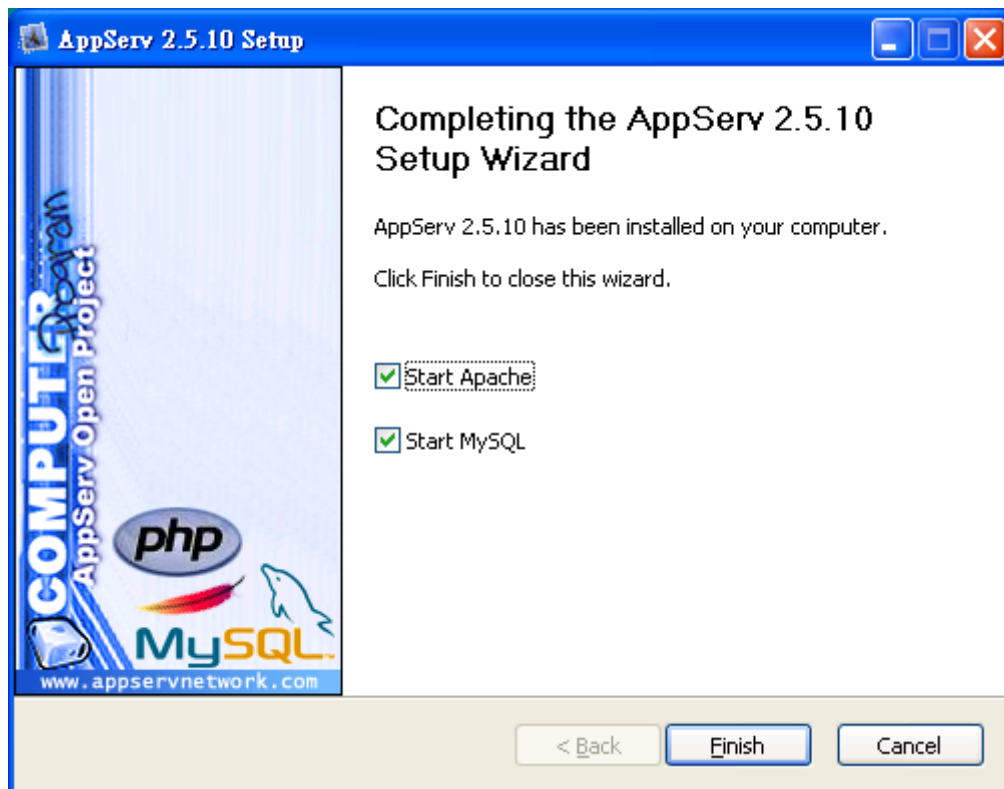 AppServ 2.5.10 Setup
Completing the AppServ 2.5.10
Setup Wizard
AppServ 2.5.10 has been installed on your computer.
Click Finish to close this wizard.
Start Apache
Start MySQL
COMPUTER
Program
AppServ Open Project
php
MySQL
www.appservnetwork.com
< Back
Finish
Cancel